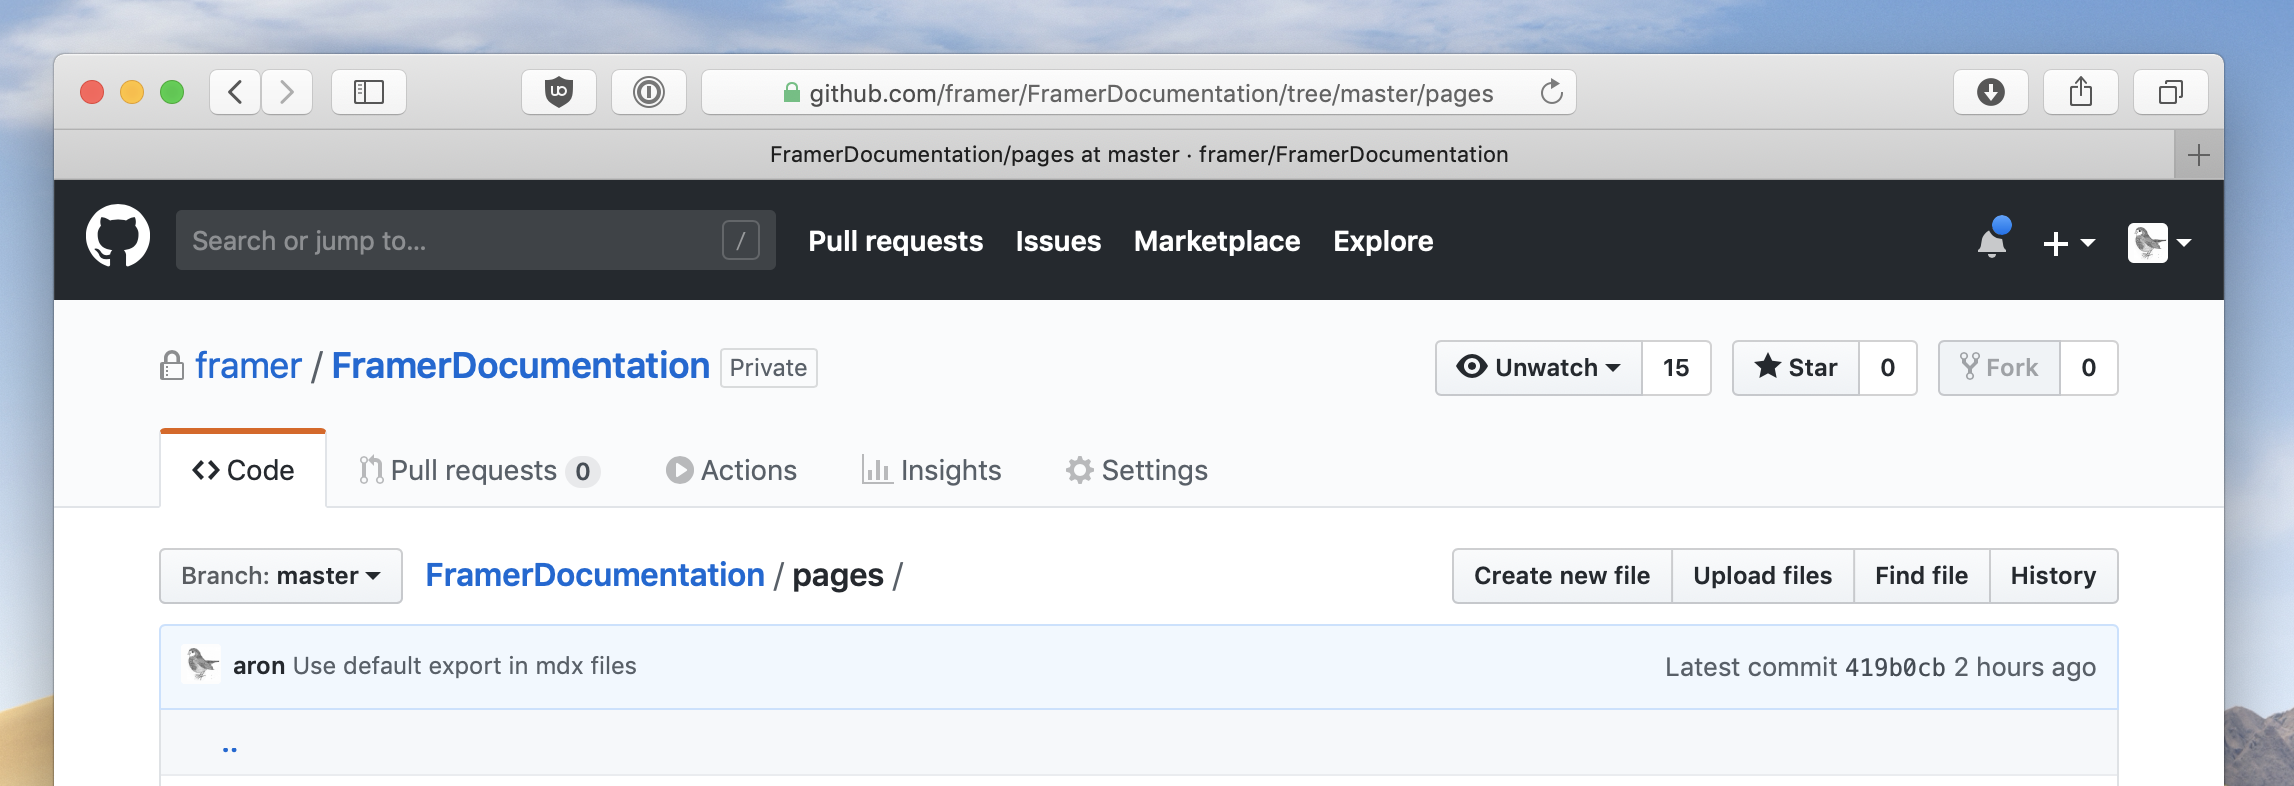 github.com/framer/FramerDocumentation/tree/master/pages
FramerDocumentation/pages at master · framer/FramerDocumentation
Search or jump to... /
Pull requests Issues Marketplace Explore
framer / FramerDocumentation Private
Unwatch 15 Star 0 Fork 0
Code Pull requests 0 Actions Insights Settings
Branch: master FramerDocumentation / pages /
Create new file Upload files Find file History
aron Use default export in mdx files Latest commit 419b0cb 2 hours ago
..